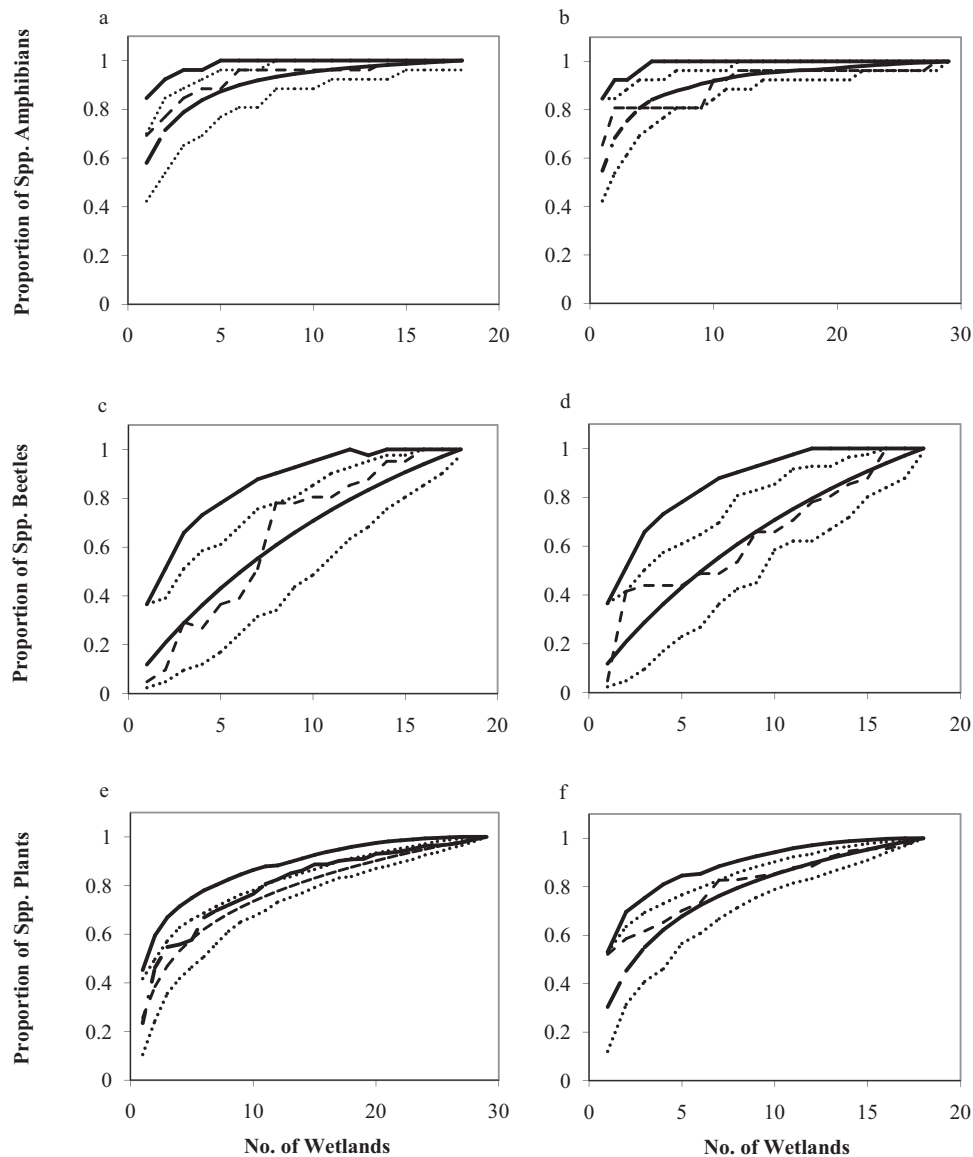 a
b
Proportion of Spp. Amphibians
1
0.8
0.6
0.4
0.2
0
0 5 10 15 20
1
0.8
0.6
0.4
0.2
0
0 10 20 30
c
d
Proportion of Spp. Beetles
1
0.8
0.6
0.4
0.2
0
0 5 10 15 20
1
0.8
0.6
0.4
0.2
0
0 5 10 15 20
e
f
Proportion of Spp. Plants
1
0.8
0.6
0.4
0.2
0
0 10 20 30
No. of Wetlands
1
0.8
0.6
0.4
0.2
0
0 5 10 15 20
No. of Wetlands